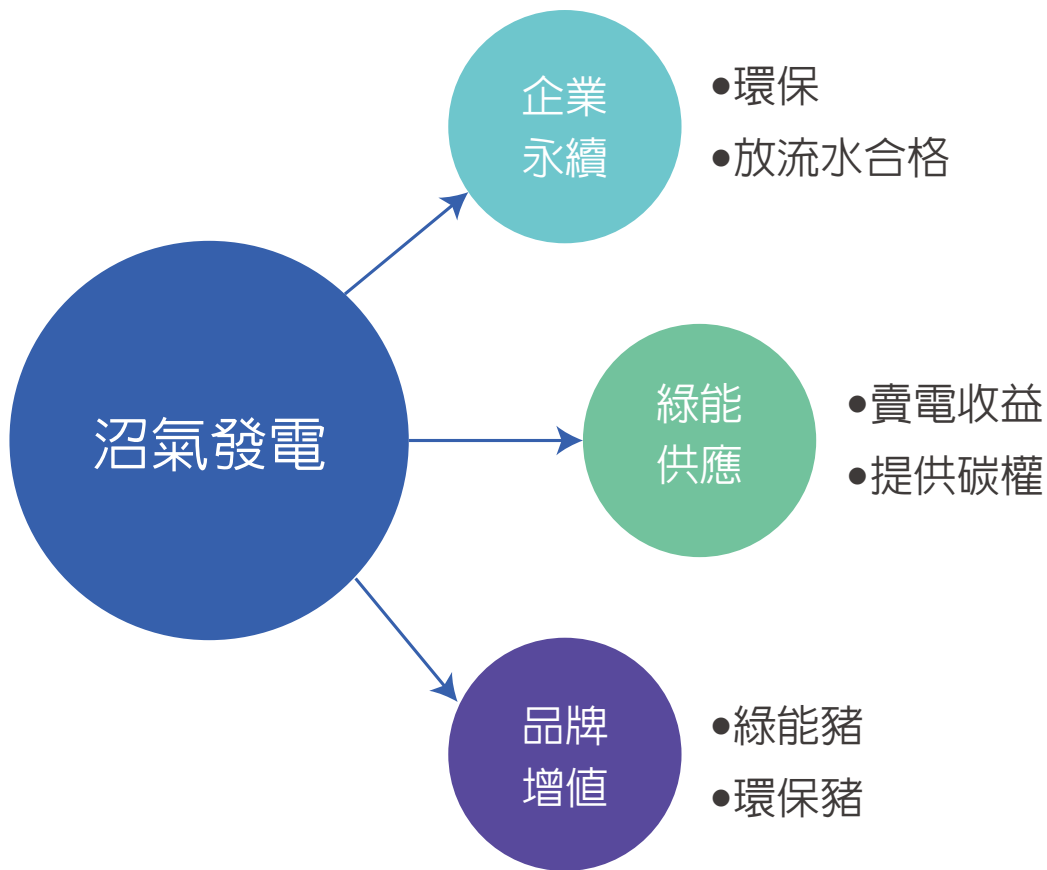 企業
永續
•環保
•放流水合格
沼氣發電
綠能
供應
•賣電收益
•提供碳權
品牌
增值
•綠能豬
•環保豬